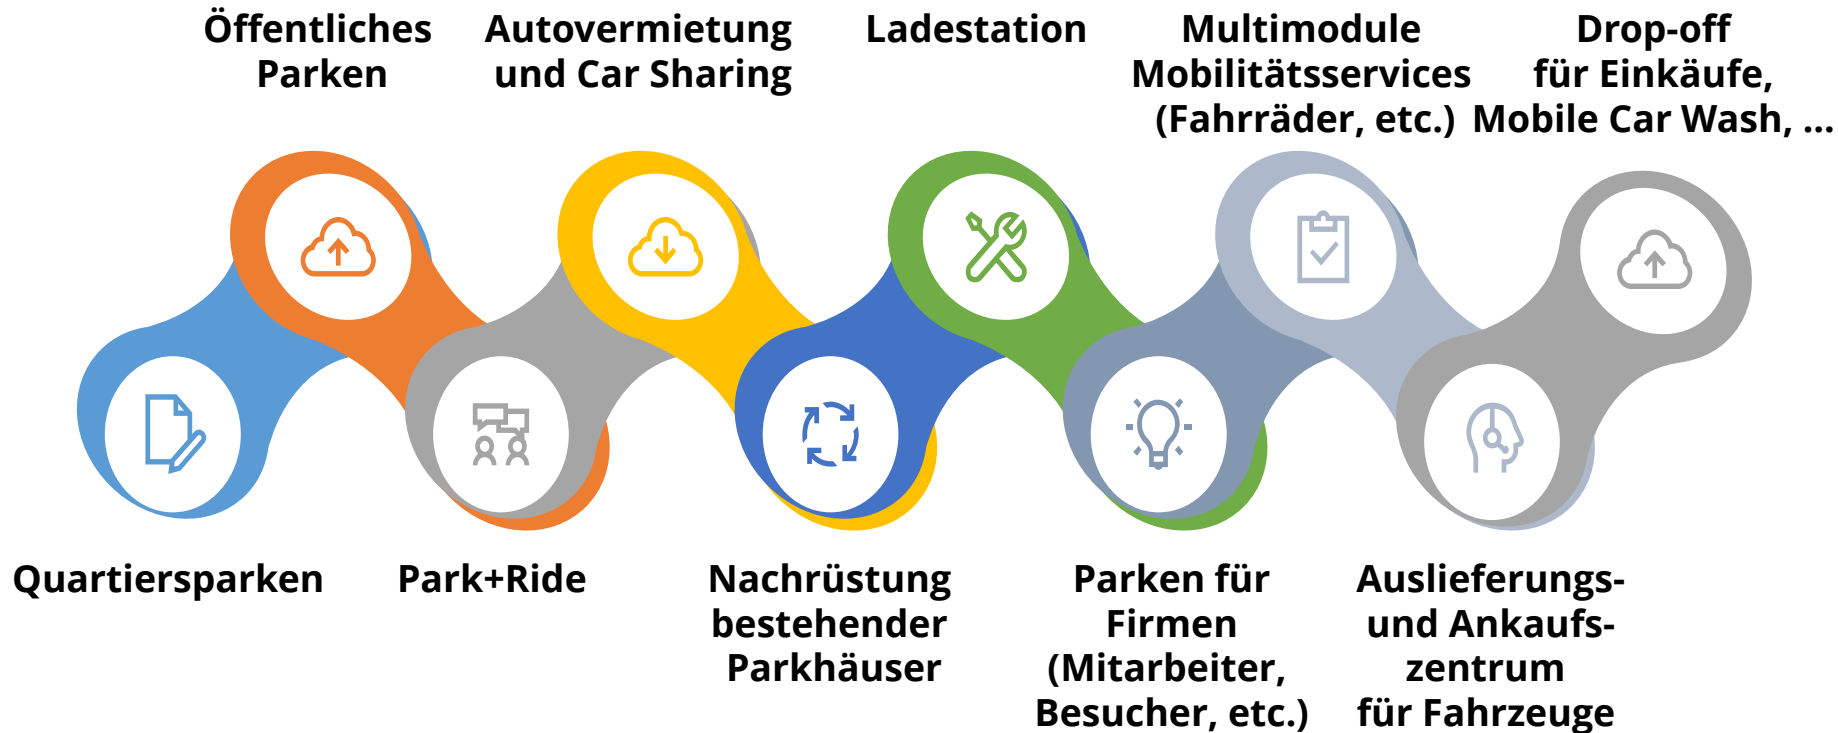 Öffentliches
Parken
Autovermietung
und Car Sharing
Ladestation
Multimodule
Mobilitätsservices
(Fahrräder, etc.)
Drop-off
für Einkäufe,
Mobile Car Wash, ...
Quartiersparken
Park+Ride
Nachrüstung
bestehender
Parkhäuser
Parken für
Firmen
(Mitarbeiter,
Besucher, etc.)
Auslieferungs-
und Ankaufs-
zentrum
für Fahrzeuge